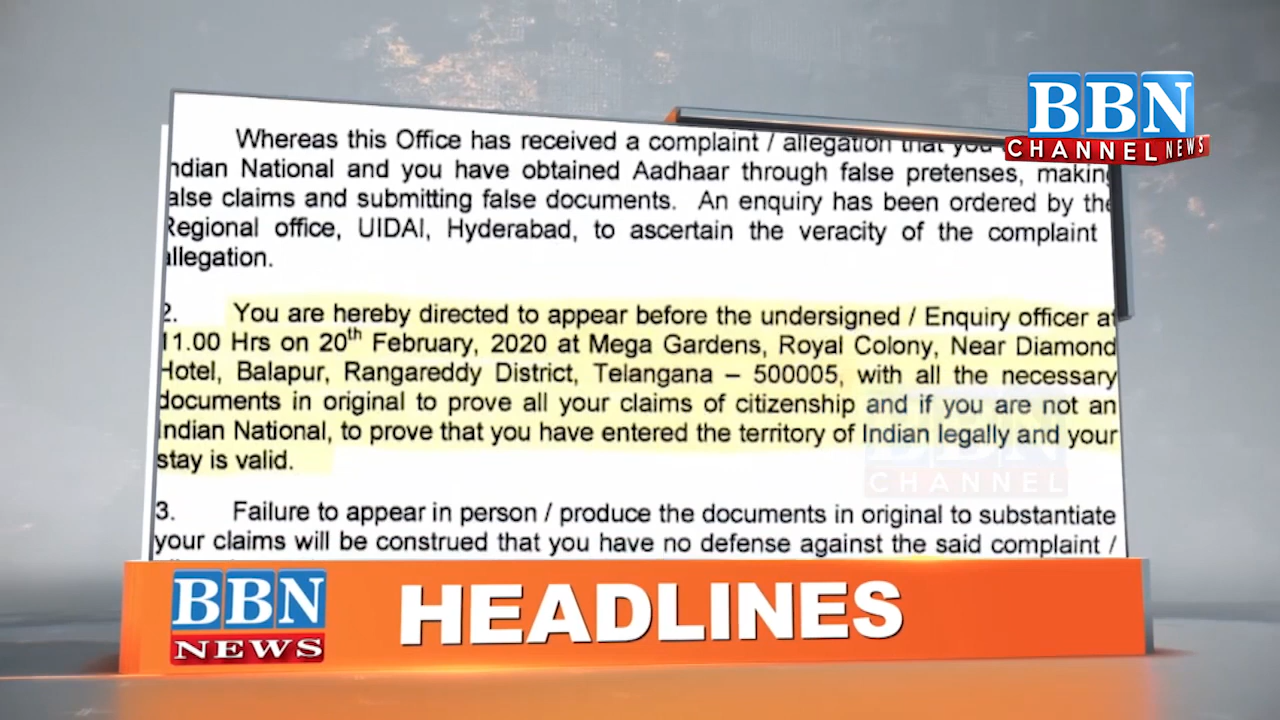 BBN
CHANNEL NEWS
Whereas this Office has received a complaint / allegation that you
ndian National and you have obtained Aadhaar through false pretenses, making
alse claims and submitting false documents. An enquiry has been ordered by the
Regional office, UIDAI, Hyderabad, to ascertain the veracity of the complaint
allegation.
2. You are hereby directed to appear before the undersigned / Enquiry officer at
11.00 Hrs on 20th February, 2020 at Mega Gardens, Royal Colony, Near Diamond
Hotel, Balapur, Rangareddy District, Telangana – 500005, with all the necessary
documents in original to prove all your claims of citizenship and if you are not an
Indian National, to prove that you have entered the territory of Indian legally and your
stay is valid.
BBN
CHANNEL
3. Failure to appear in person / produce the documents in original to substantiate
your claims will be construed that you have no defense against the said complaint /
BBN
NEWS
HEADLINES